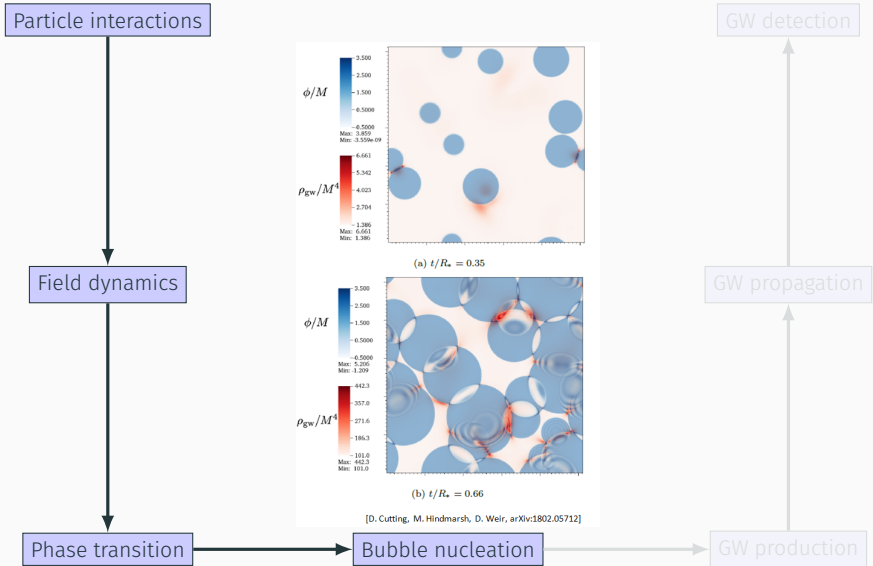 Particle interactions
GW detection
ϕ/M
3.500
2.500
1.500
0.5000
-0.5000
Max: 3.859
Min: -3.559e-09
ρgw/M⁴
6.661
5.342
4.023
2.704
1.386
Max: 6.661
Min: 1.386
(a) t/R* = 0.35
Field dynamics
GW propagation
ϕ/M
3.500
2.500
1.500
0.5000
-0.5000
Max: 5.206
Min: -1.209
ρgw/M⁴
442.3
357.0
271.6
186.3
101.0
Max: 442.3
Min: 101.0
(b) t/R* = 0.66
[D. Cutting, M. Hindmarsh, D. Weir, arXiv:1802.05712]
Phase transition
Bubble nucleation
GW production